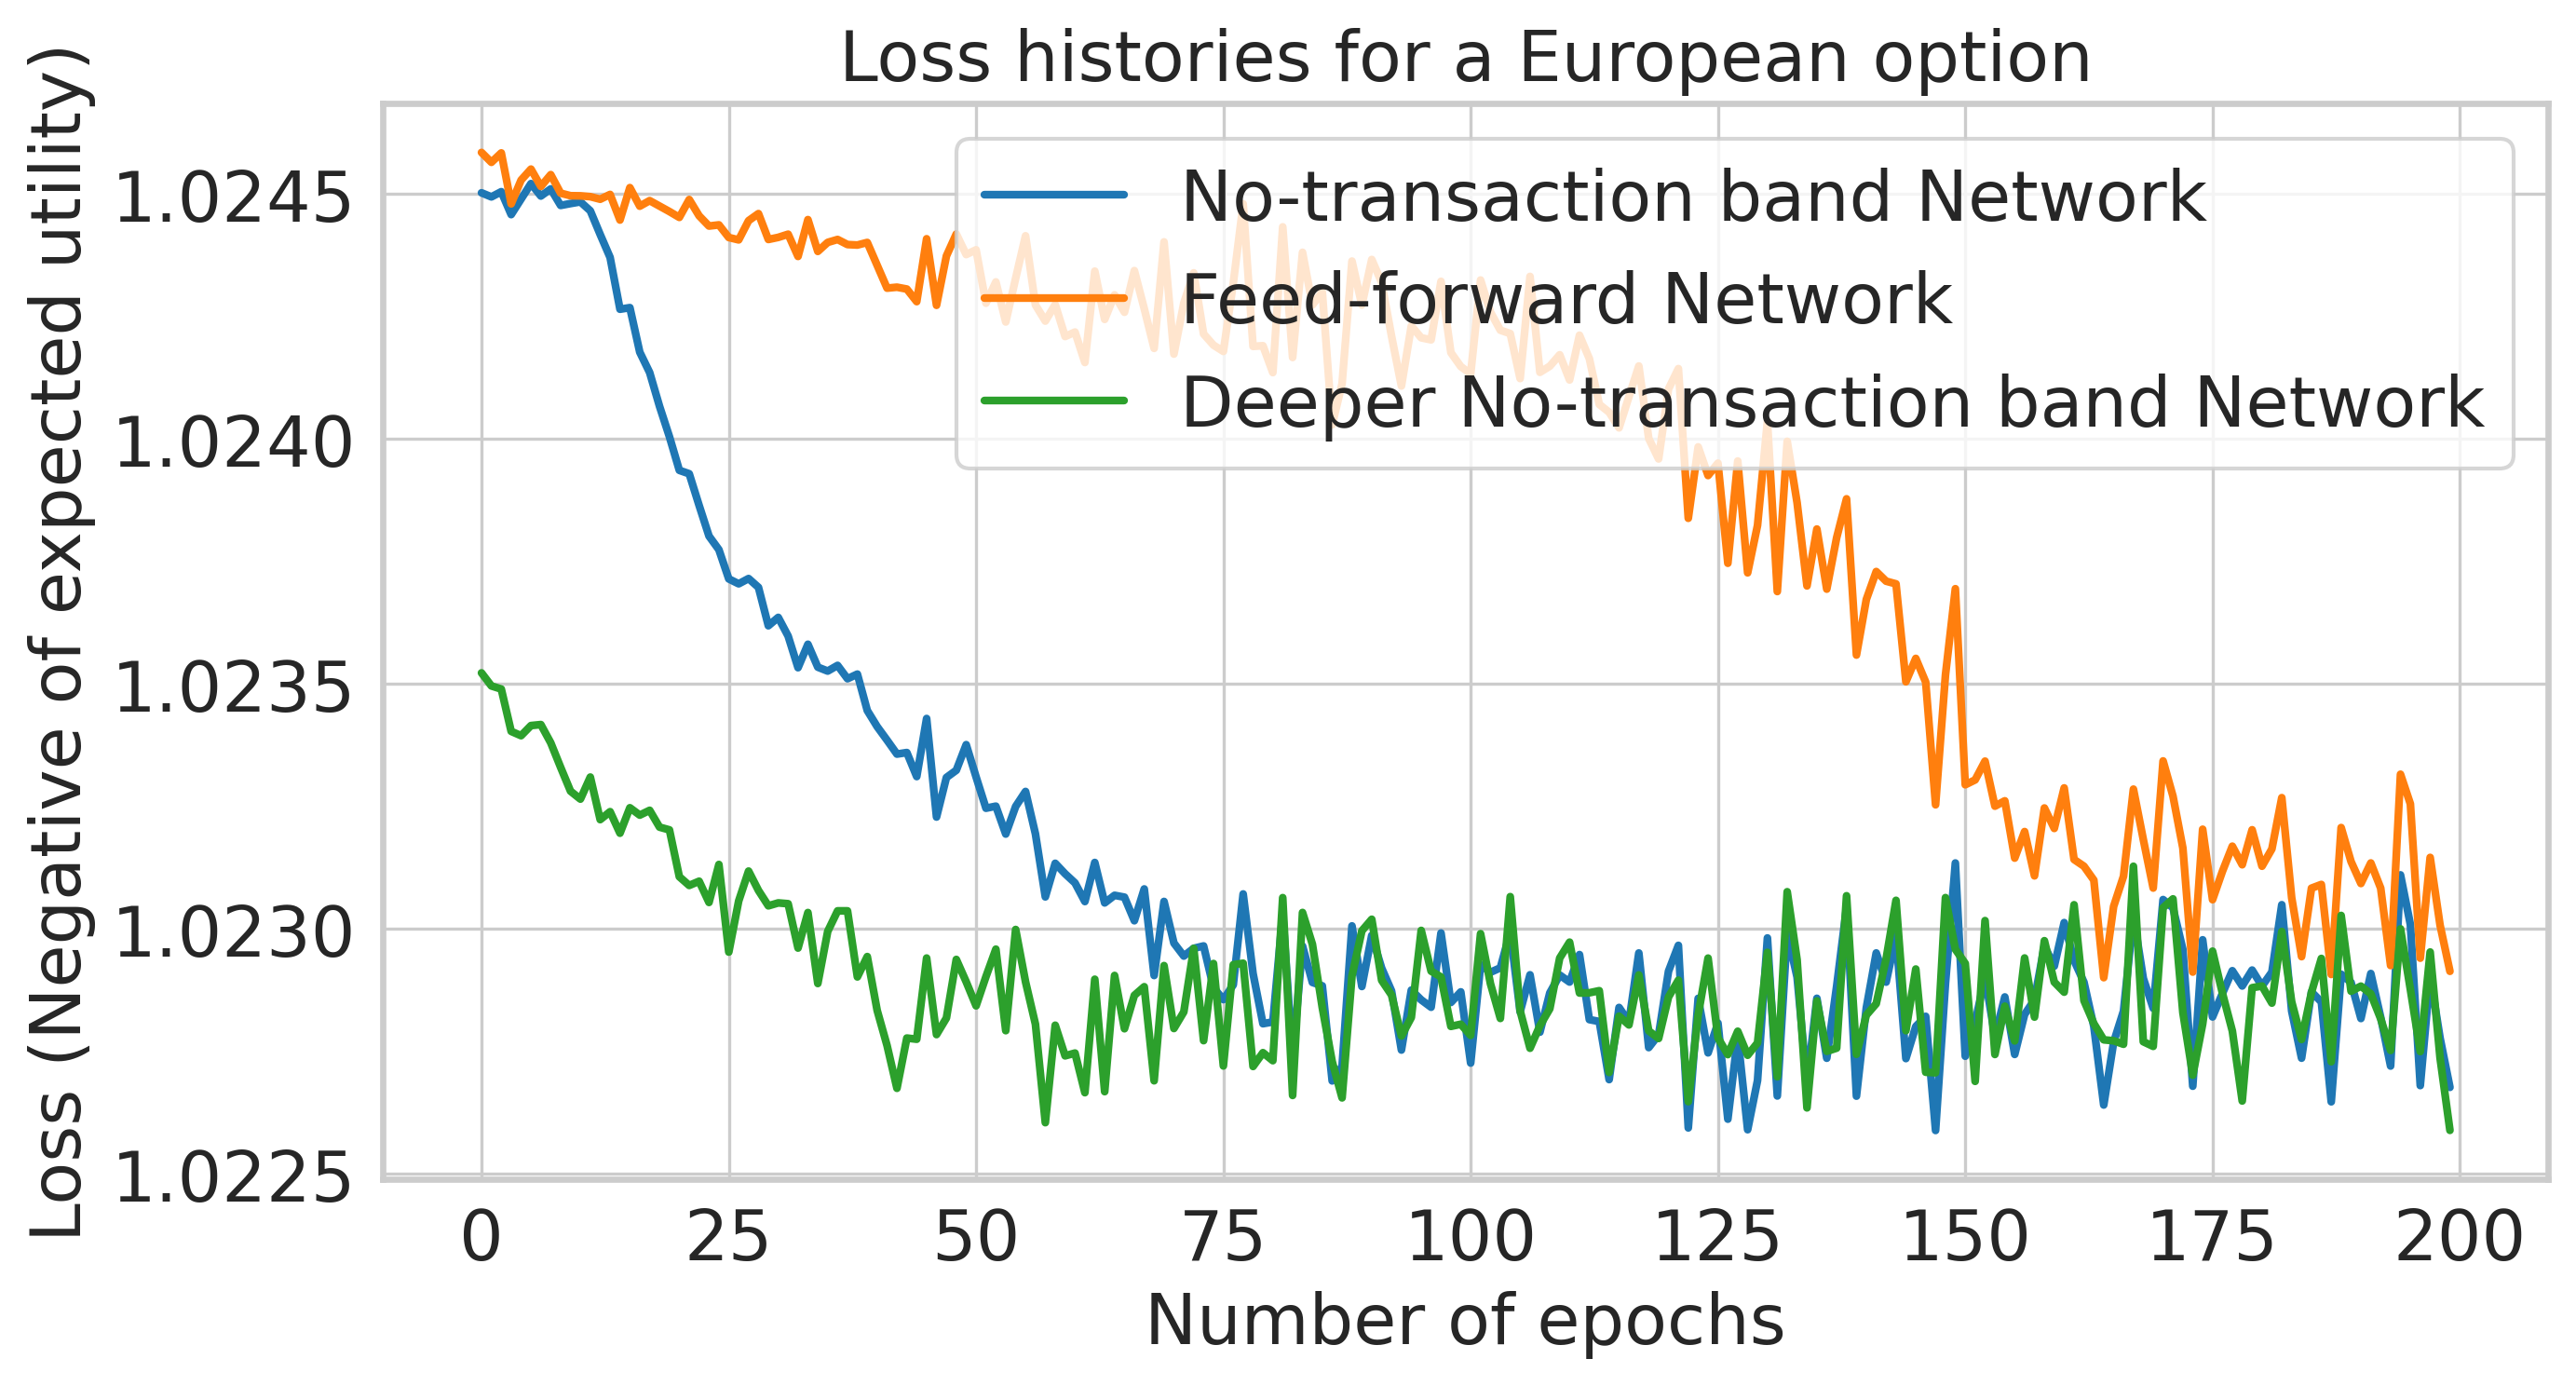 Loss histories for a European option
Loss (Negative of expected utility)
1.0245
1.0240
1.0235
1.0230
1.0225
No-transaction band Network
Feed-forward Network
Deeper No-transaction band Network
0 25 50 75 100 125 150 175 200
Number of epochs